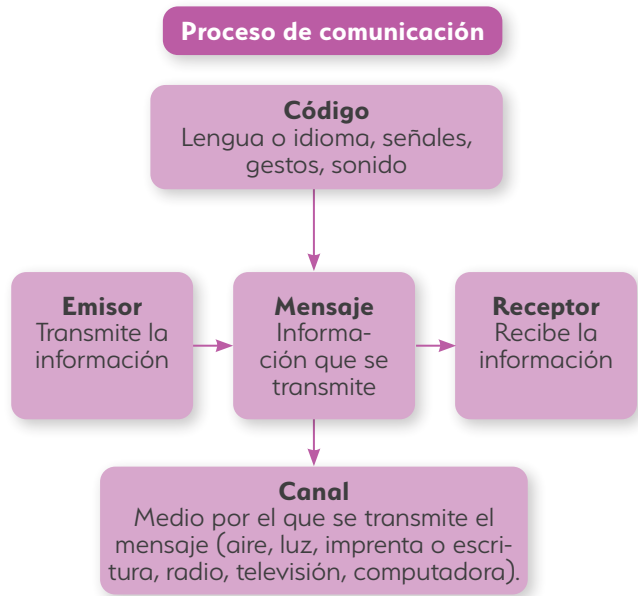 Proceso de comunicación
Código
Lengua o idioma, señales,
gestos, sonido
Emisor
Transmite la
información
Mensaje
Informa-
ción que se
transmite
Receptor
Recibe la
información
Canal
Medio por el que se transmite el
mensaje (aire, luz, imprenta o escri-
tura, radio, televisión, computadora).